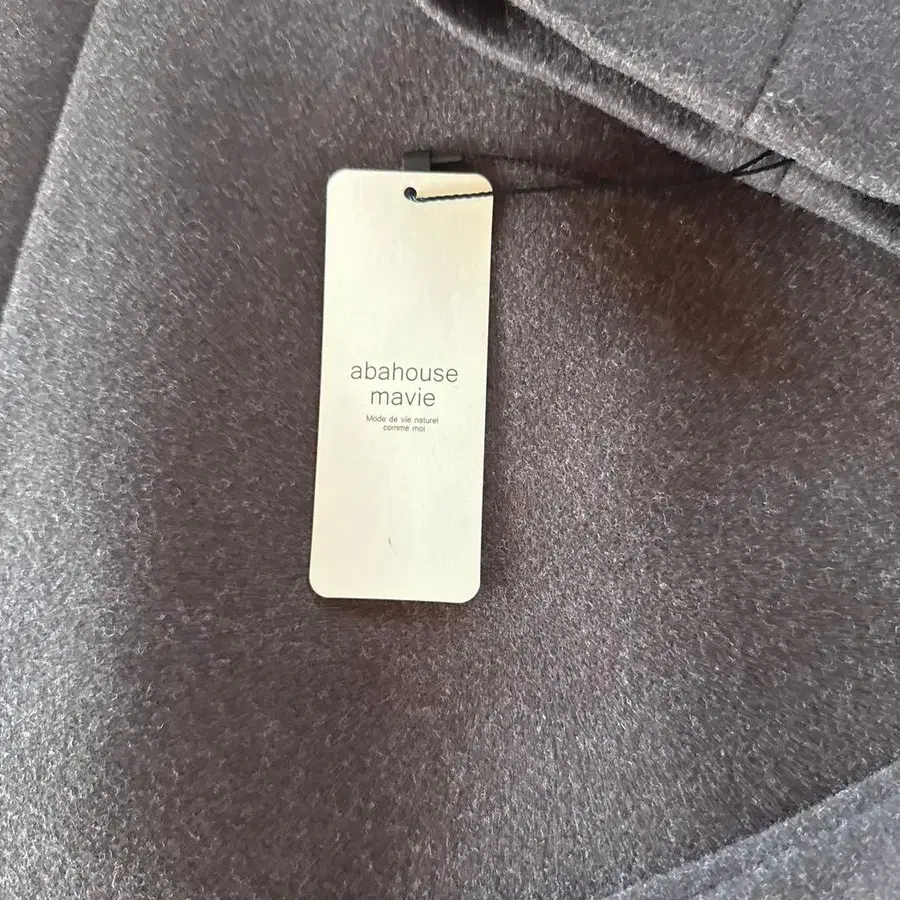 abahouse
mavie
Mode de vie naturel
comme moi